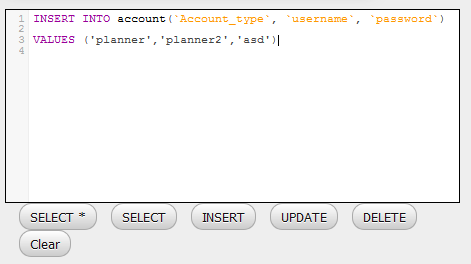 1 INSERT INTO account(`Account_type`, `username`, `password`)
2
3 VALUES ('planner','planner2','asd')
4
SELECT * SELECT INSERT UPDATE DELETE
Clear